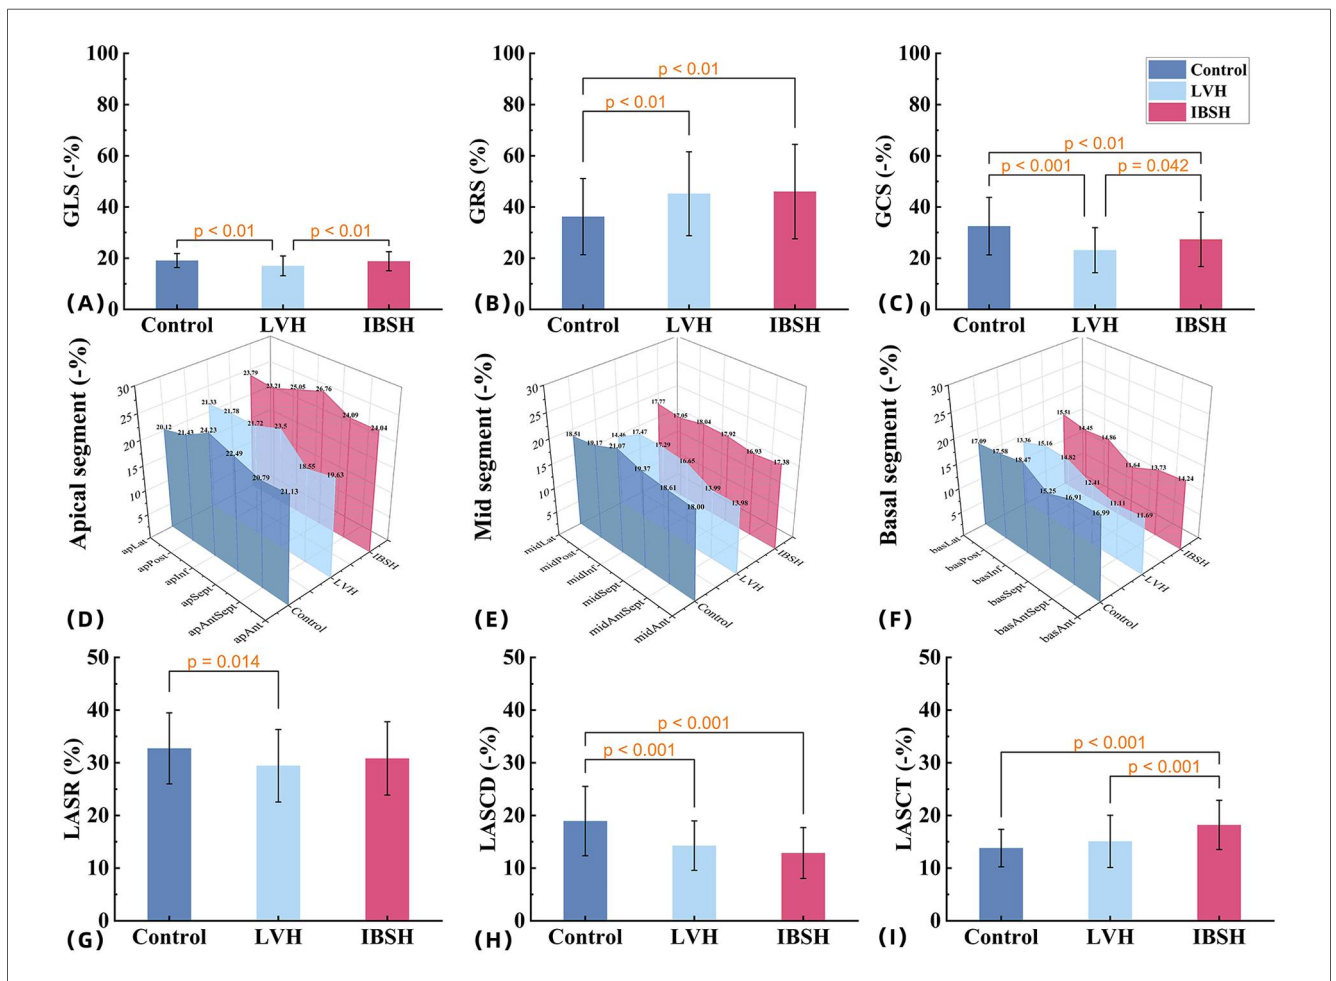 100
80
60
40
20
0
GLS (-%)
p < 0.01
p < 0.01
(A)
Control
LVH
IBSH
100
80
60
40
20
0
GRS (%)
p < 0.01
p < 0.01
(B)
Control
LVH
IBSH
100
80
60
40
20
0
GCS (-%)
Control
LVH
IBSH
p < 0.01
p < 0.001
p = 0.042
(C)
Control
LVH
IBSH
Apical segment (-%)
30
25
20
15
10
5
20.12
21.43
24.23
22.49
20.79
21.13
21.33
21.78
21.72
23.5
18.55
19.63
23.79
23.21
25.05
26.76
24.09
24.04
apLat
apPost
apInf
apSept
apAntSept
apAnt
Control
LVH
IBSH
(D)
Mid segment (-%)
30
25
20
15
10
5
18.51
19.17
21.07
19.37
18.61
18.00
14.46
17.47
17.29
16.65
13.99
13.98
17.77
17.05
18.04
17.92
16.93
17.38
midLat
midPost
midInf
midSept
midAntSept
midAnt
Control
LVH
IBSH
(E)
Basal segment (-%)
30
25
20
15
10
5
17.09
17.58
18.47
15.25
16.91
16.99
13.36
15.16
14.82
12.41
11.11
11.69
15.51
14.45
14.86
11.64
13.73
14.24
basLat
basPost
basInf
basSept
basAntSept
basAnt
Control
LVH
IBSH
(F)
50
40
30
20
10
0
LASR (%)
p = 0.014
(G)
Control
LVH
IBSH
50
40
30
20
10
0
LASCD (-%)
p < 0.001
p < 0.001
(H)
Control
LVH
IBSH
50
40
30
20
10
0
LASCT (-%)
p < 0.001
p < 0.001
(I)
Control
LVH
IBSH